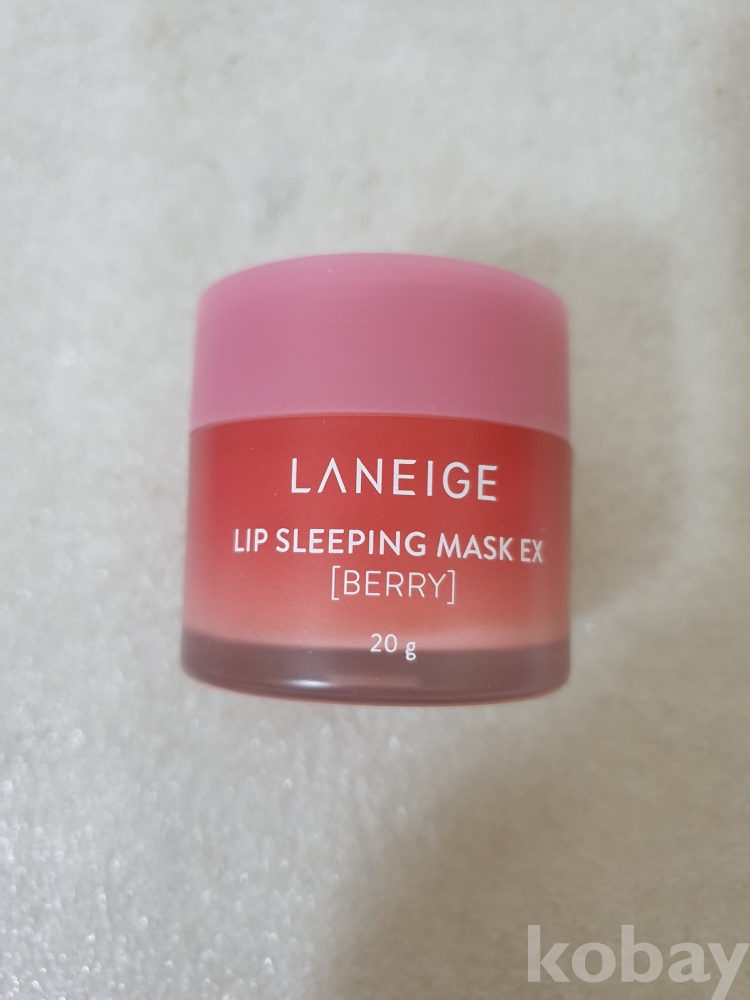 LANEIGE
LIP SLEEPING MASK EX
[BERRY]
20 g
kobay